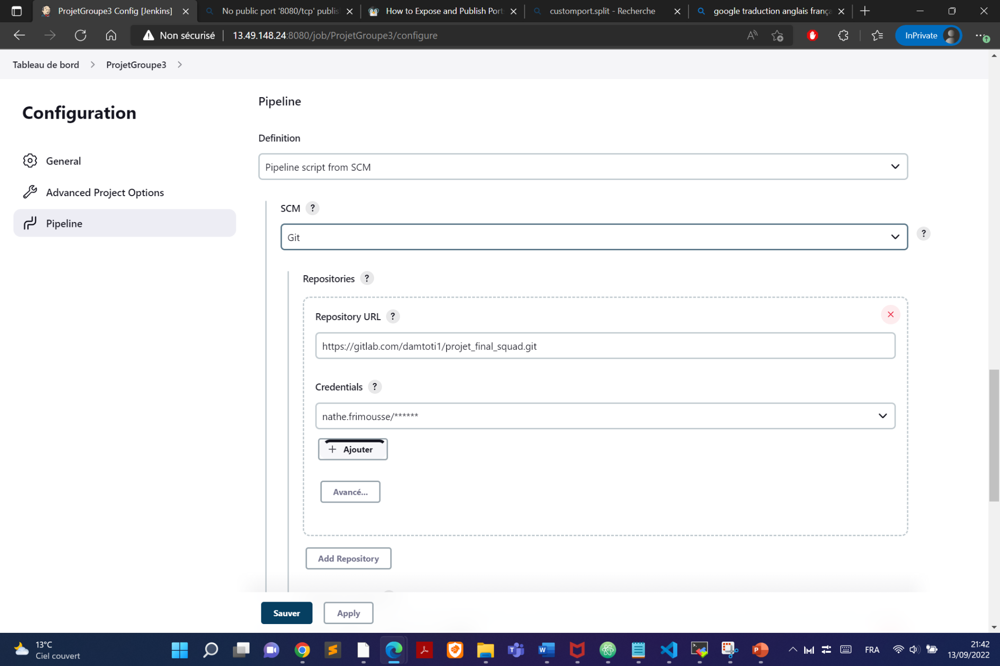 ProjetGroupe3 Config [Jenkins]
No public port '8080/tcp' publis
How to Expose and Publish Port
customport.split - Recherche
google traduction anglais frança
Non sécurisé
13.49.148.24:8080/job/ProjetGroupe3/configure
InPrivate
Tableau de bord
ProjetGroupe3
Configuration
General
Advanced Project Options
Pipeline
Pipeline
Definition
Pipeline script from SCM
SCM ?
Git
?
Repositories ?
Repository URL ?
https://gitlab.com/damtoti1/projet_final_squad.git
Credentials ?
nathe.frimousse/******
+ Ajouter
Avancé...
Add Repository
Sauver
Apply
13°C
Ciel couvert
FRA
21:42
13/09/2022